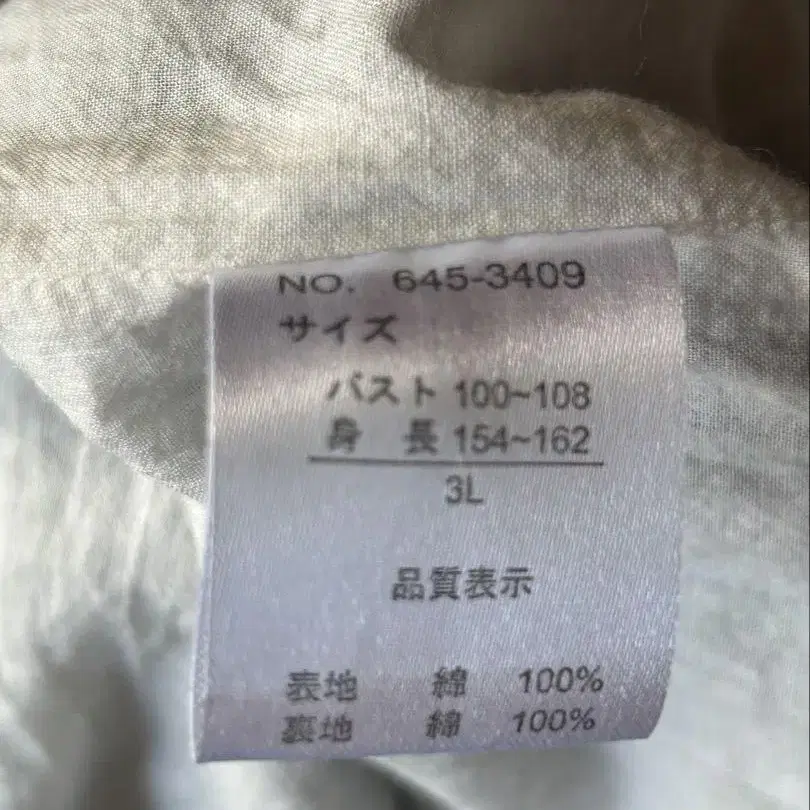 NO. 645-3409
サイズ
バスト 100~108
身 長 154~162
3L
品質表示
表地 綿 100%
裏地 綿 100%